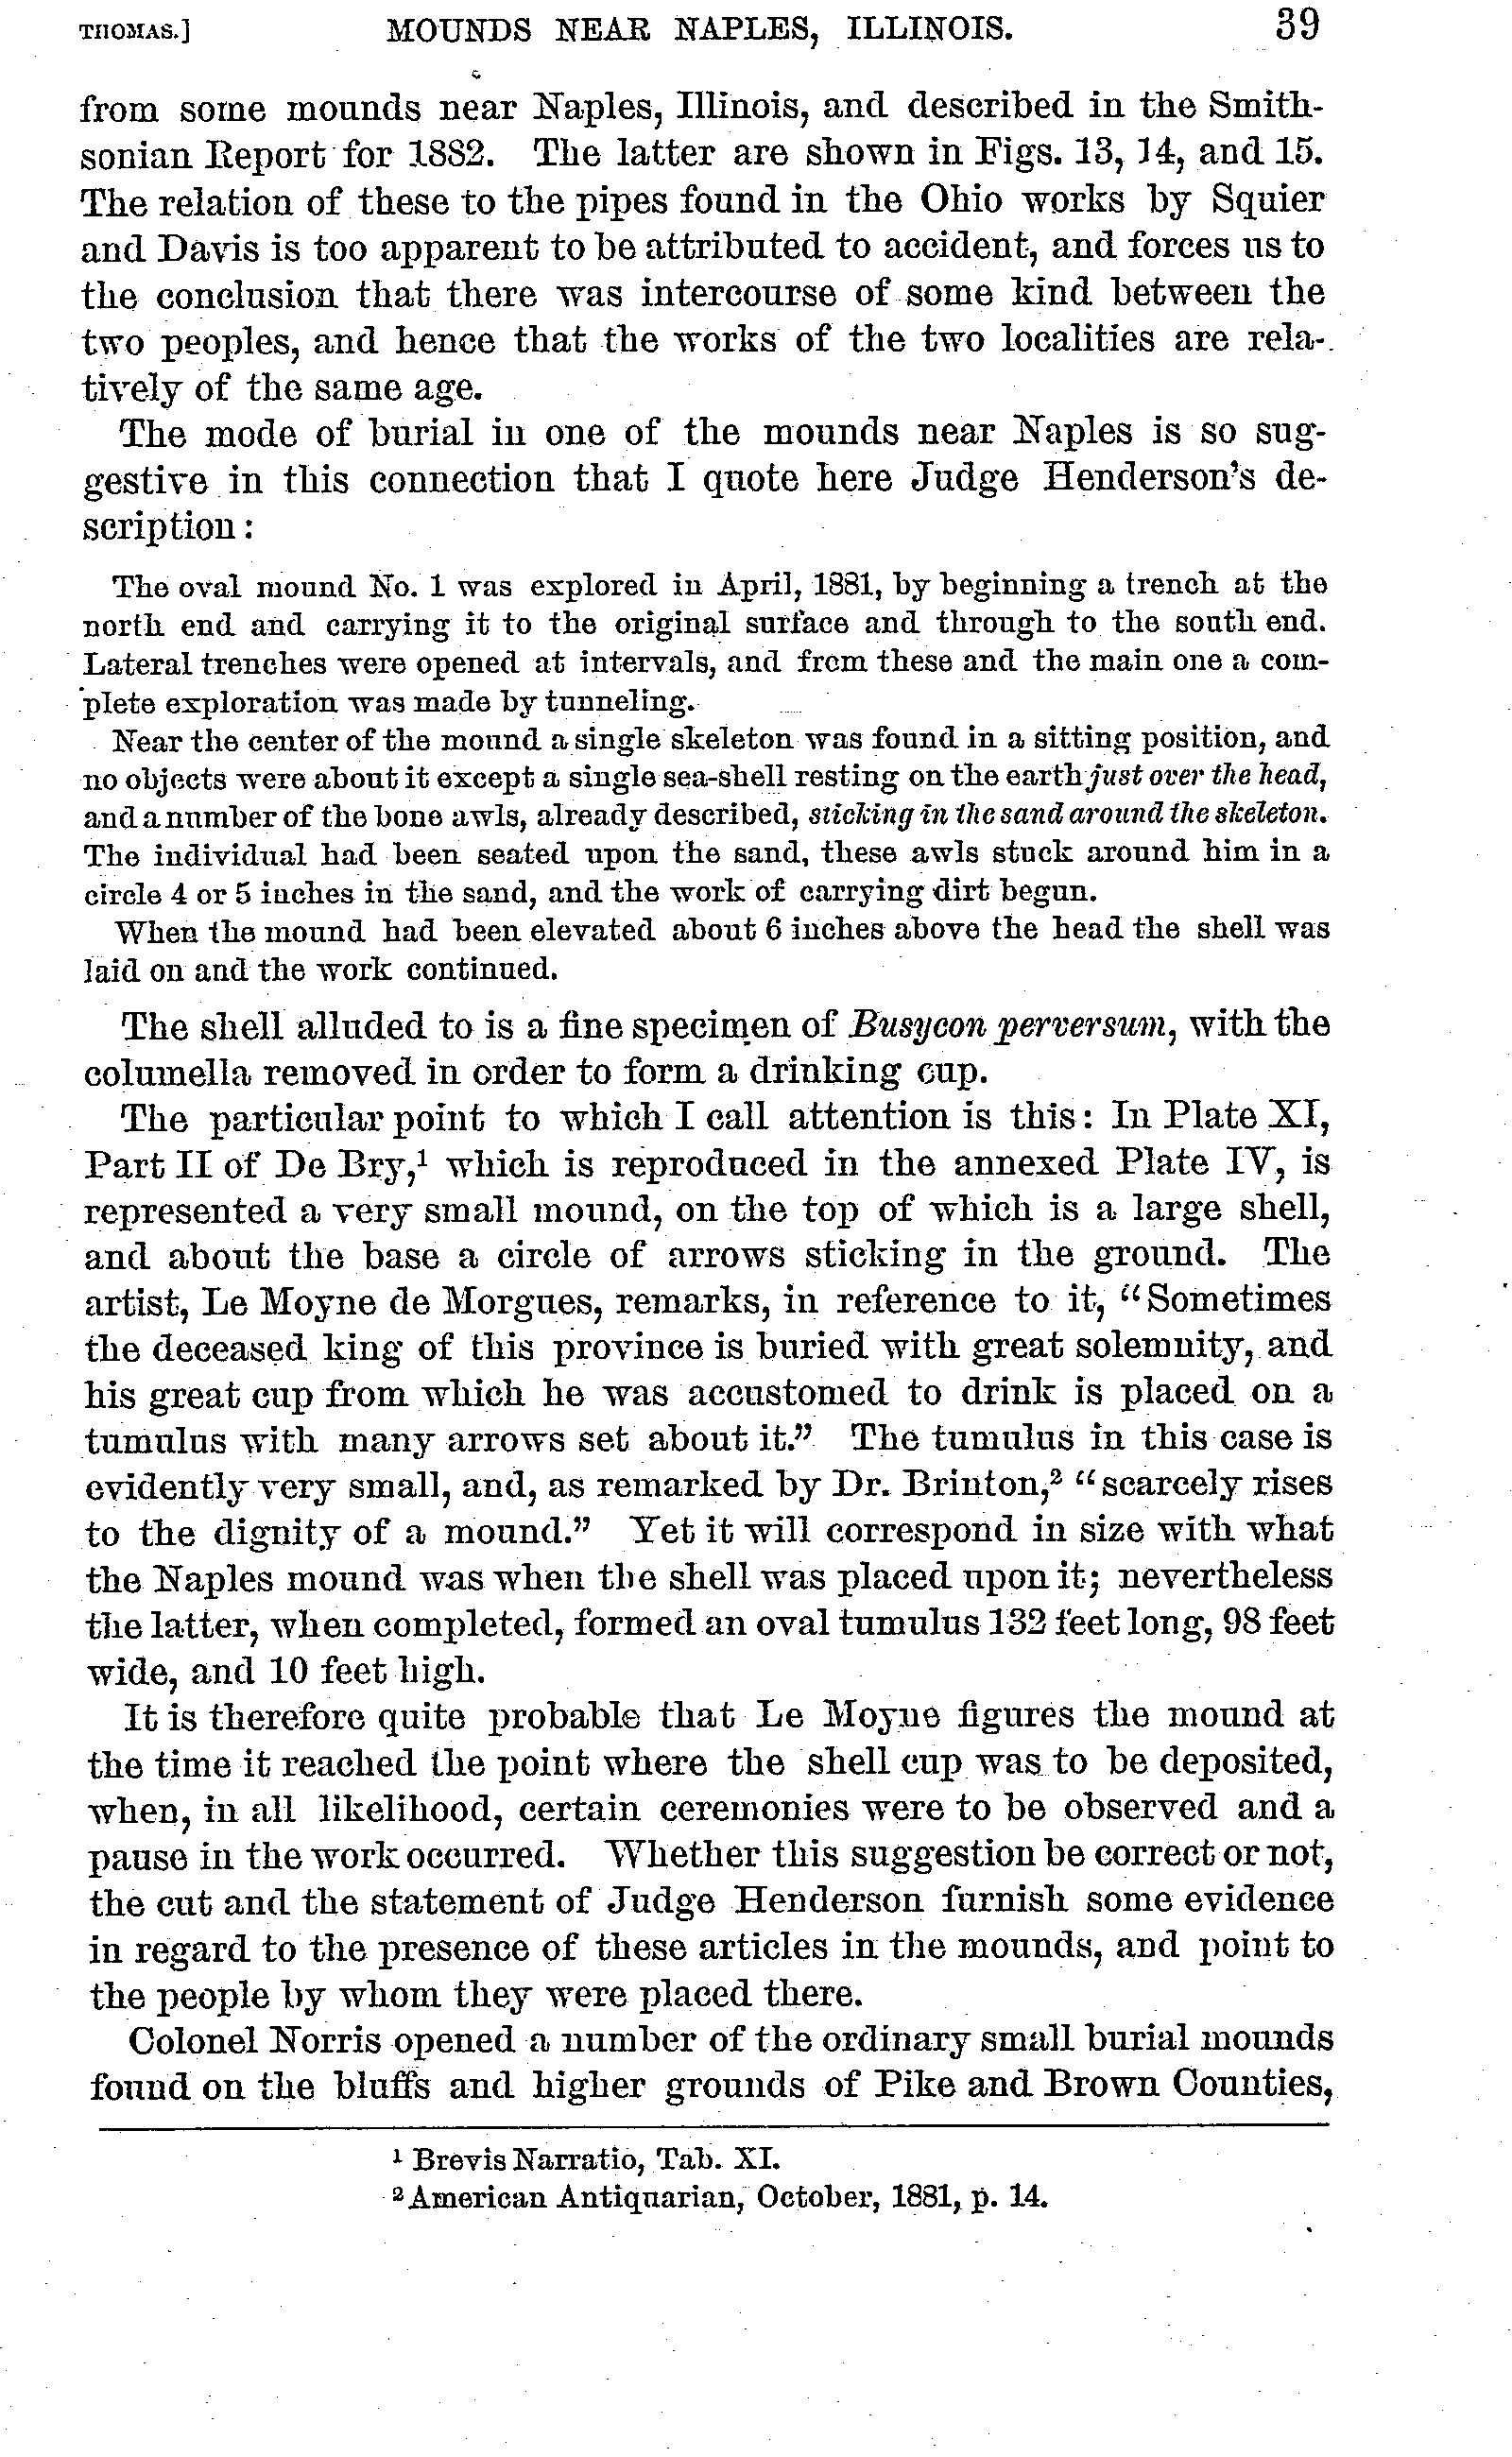 THOMAS.] MOUNDS NEAR NAPLES, ILLINOIS. 39
from some mounds near Naples, Illinois, and described in the Smith-
sonian Report for 1882. The latter are shown in Figs. 13, 14, and 15.
The relation of these to the pipes found in the Ohio works by Squier
and Davis is too apparent to be attributed to accident, and forces us to
the conclusion that there was intercourse of some kind between the
two peoples, and hence that the works of the two localities are rela-
tively of the same age.
The mode of burial in one of the mounds near Naples is so sug-
gestive in this connection that I quote here Judge Henderson's de-
scription:
The oval mound No. 1 was explored in April, 1881, by beginning a trench at the
north end and carrying it to the original surface and through to the south end.
Lateral trenches were opened at intervals, and from these and the main one a com-
plete exploration was made by tunneling.
Near the center of the mound a single skeleton was found in a sitting position, and
no objects were about it except a single sea-shell resting on the earth just over the head,
and a number of the bone awls, already described, sticking in the sand around the skeleton.
The individual had been seated upon the sand, these awls stuck around him in a
circle 4 or 5 inches in the sand, and the work of carrying dirt begun.
When the mound had been elevated about 6 inches above the head the shell was
laid on and the work continued.
The shell alluded to is a fine specimen of Busycon perversum, with the
columella removed in order to form a drinking cup.
The particular point to which I call attention is this: In Plate XI,
Part II of De Bry,¹ which is reproduced in the annexed Plate IV, is
represented a very small mound, on the top of which is a large shell,
and about the base a circle of arrows sticking in the ground. The
artist, Le Moyne de Morgues, remarks, in reference to it, "Sometimes
the deceased king of this province is buried with great solemnity, and
his great cup from which he was accustomed to drink is placed on a
tumulus with many arrows set about it." The tumulus in this case is
evidently very small, and, as remarked by Dr. Brinton,² "scarcely rises
to the dignity of a mound." Yet it will correspond in size with what
the Naples mound was when the shell was placed upon it; nevertheless
the latter, when completed, formed an oval tumulus 132 feet long, 98 feet
wide, and 10 feet high.
It is therefore quite probable that Le Moyne figures the mound at
the time it reached the point where the shell cup was to be deposited,
when, in all likelihood, certain ceremonies were to be observed and a
pause in the work occurred. Whether this suggestion be correct or not,
the cut and the statement of Judge Henderson furnish some evidence
in regard to the presence of these articles in the mounds, and point to
the people by whom they were placed there.
Colonel Norris opened a number of the ordinary small burial mounds
found on the bluffs and higher grounds of Pike and Brown Counties,
¹ Brevis Narratio, Tab. XI.
² American Antiquarian, October, 1881, p. 14.